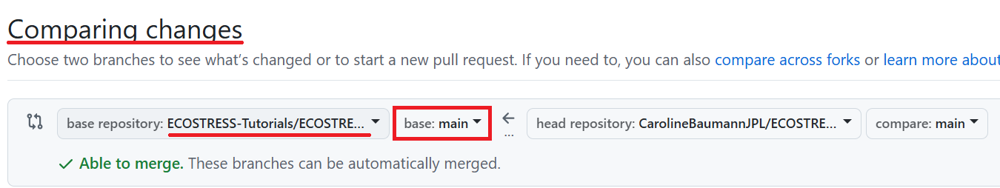 Comparing changes
Choose two branches to see what’s changed or to start a new pull request. If you need to, you can also compare across forks or learn more about
base repository: ECOSTRESS-Tutorials/ECOSTRE... base: main ... head repository: CarolineBaumannJPL/ECOSTRE... compare: main
Able to merge. These branches can be automatically merged.